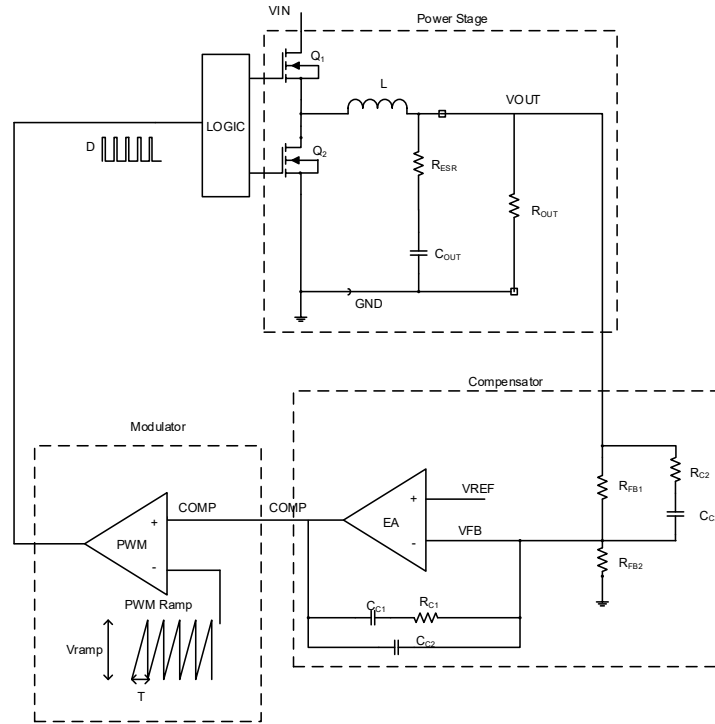 VIN
Power Stage
Q1
L
VOUT
LOGIC
D
Q2
RESR
ROUT
COUT
GND
Compensator
Modulator
RC2
RFB1
VREF
COMP
COMP
+
+
EA
CC
PWM
VFB
-
-
RFB2
PWM Ramp
CC1
RC1
Vramp
CC2
T